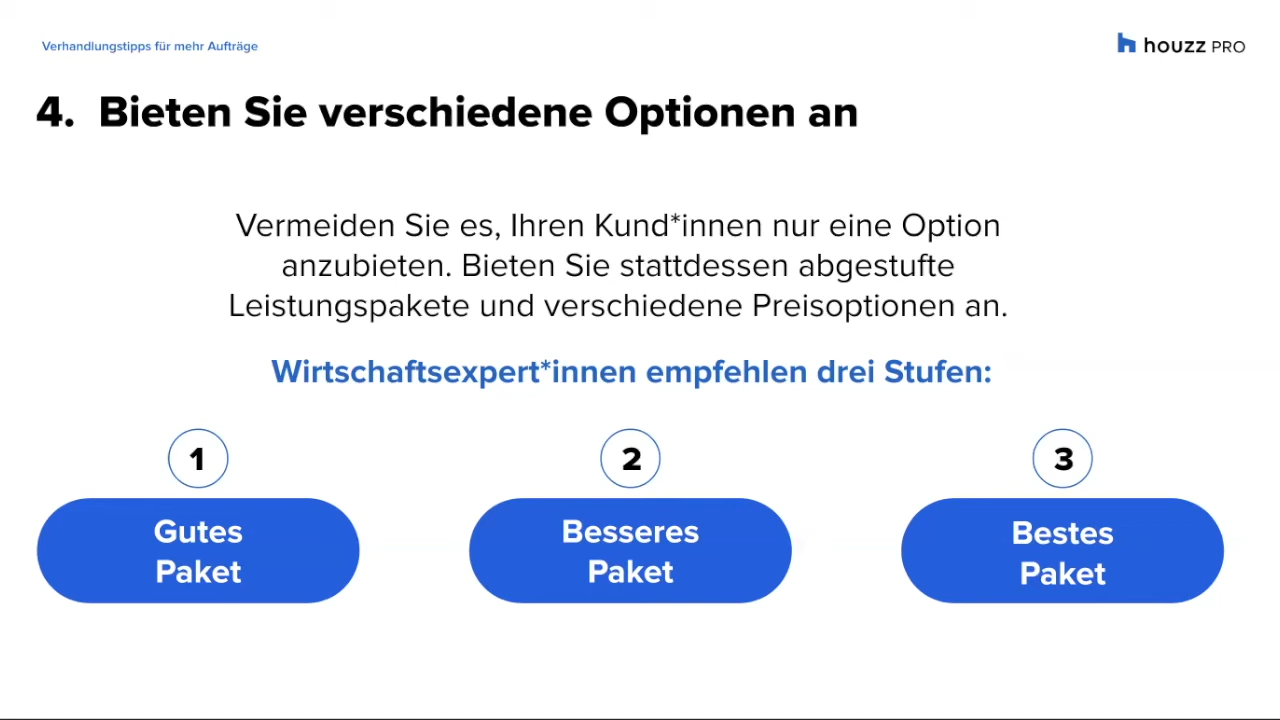 Verhandlungstipps für mehr Aufträge
houzz PRO
4. Bieten Sie verschiedene Optionen an
Vermeiden Sie es, Ihren Kund*innen nur eine Option
anzubieten. Bieten Sie stattdessen abgestufte
Leistungspakete und verschiedene Preisoptionen an.
Wirtschaftsexpert*innen empfehlen drei Stufen:
1
Gutes
Paket
2
Besseres
Paket
3
Bestes
Paket